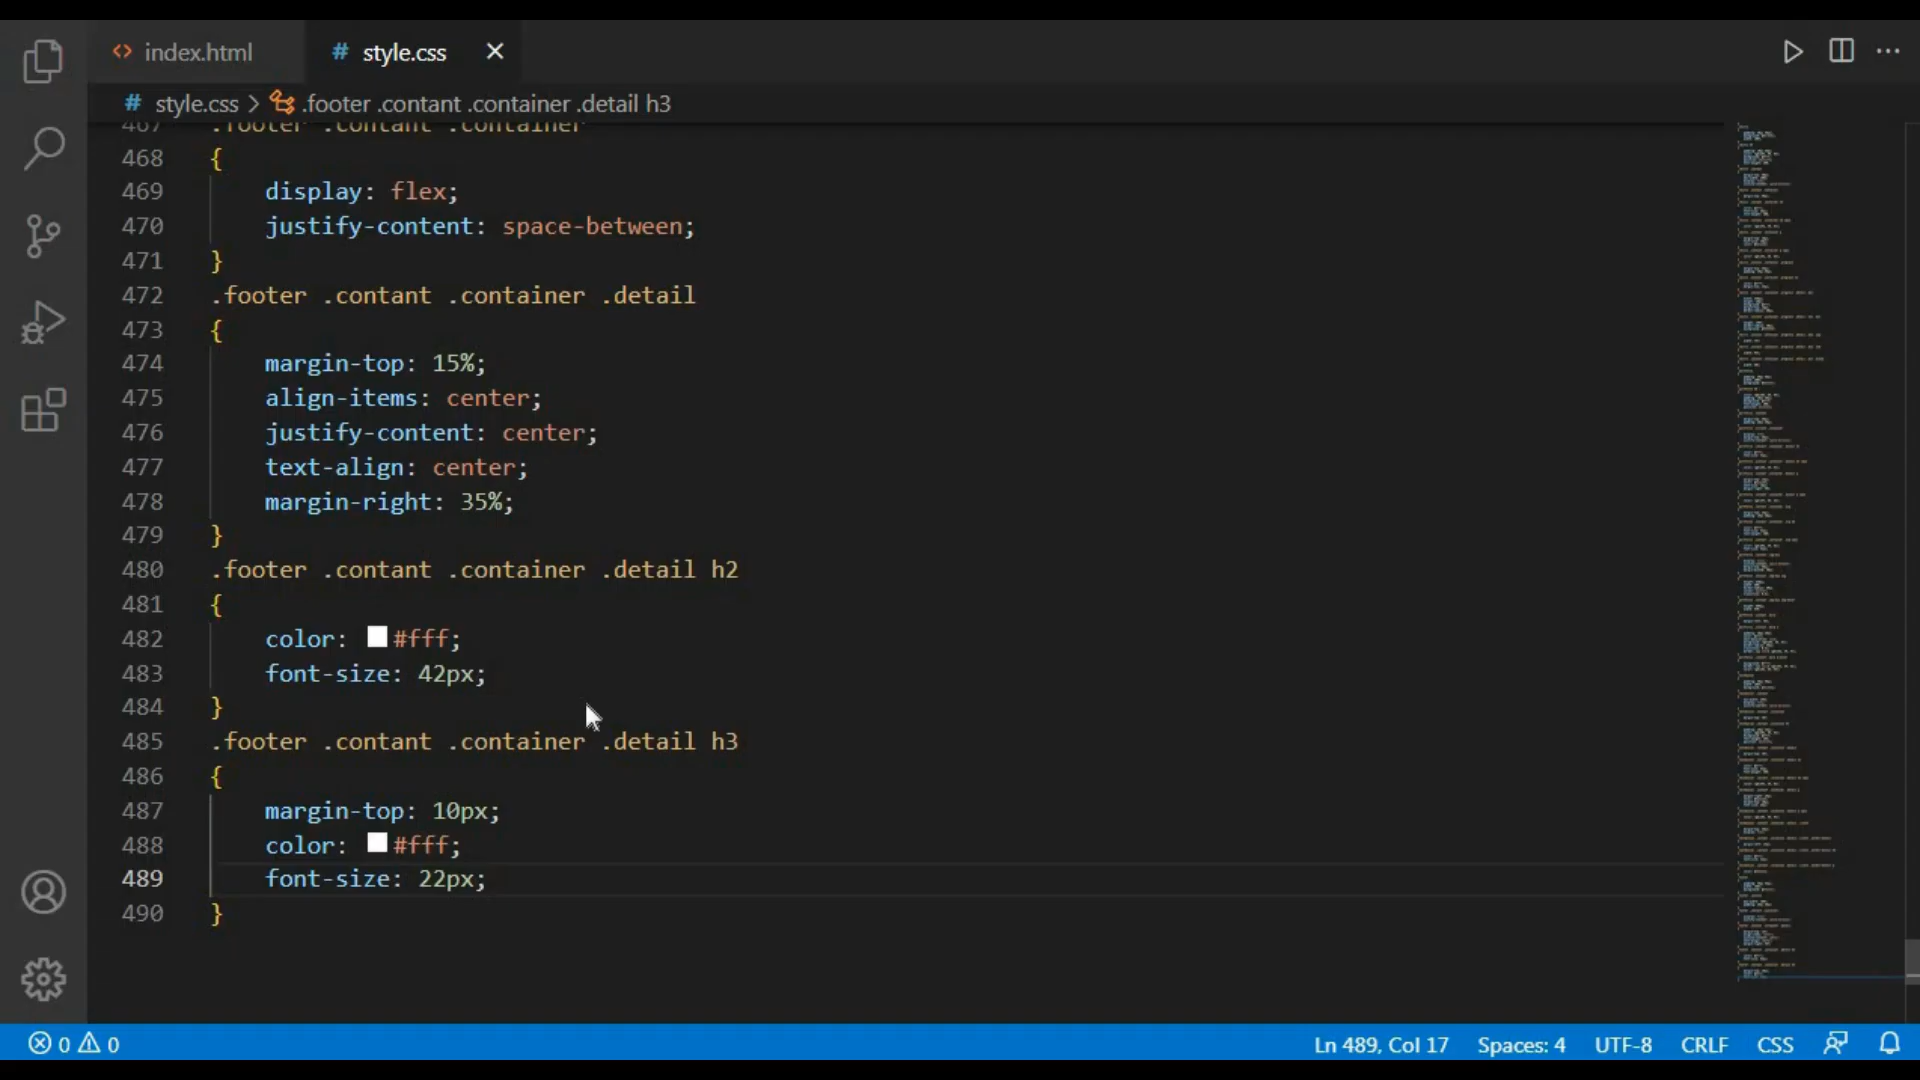 index.html
style.css
style.css > .footer .contant .container .detail h3
467 .footer .contant .container
468 {
469 display: flex;
470 justify-content: space-between;
471 }
472 .footer .contant .container .detail
473 {
474 margin-top: 15%;
475 align-items: center;
476 justify-content: center;
477 text-align: center;
478 margin-right: 35%;
479 }
480 .footer .contant .container .detail h2
481 {
482 color: #fff;
483 font-size: 42px;
484 }
485 .footer .contant .container .detail h3
486 {
487 margin-top: 10px;
488 color: #fff;
489 font-size: 22px;
490 }
0 0 Ln 489, Col 17 Spaces: 4 UTF-8 CRLF CSS